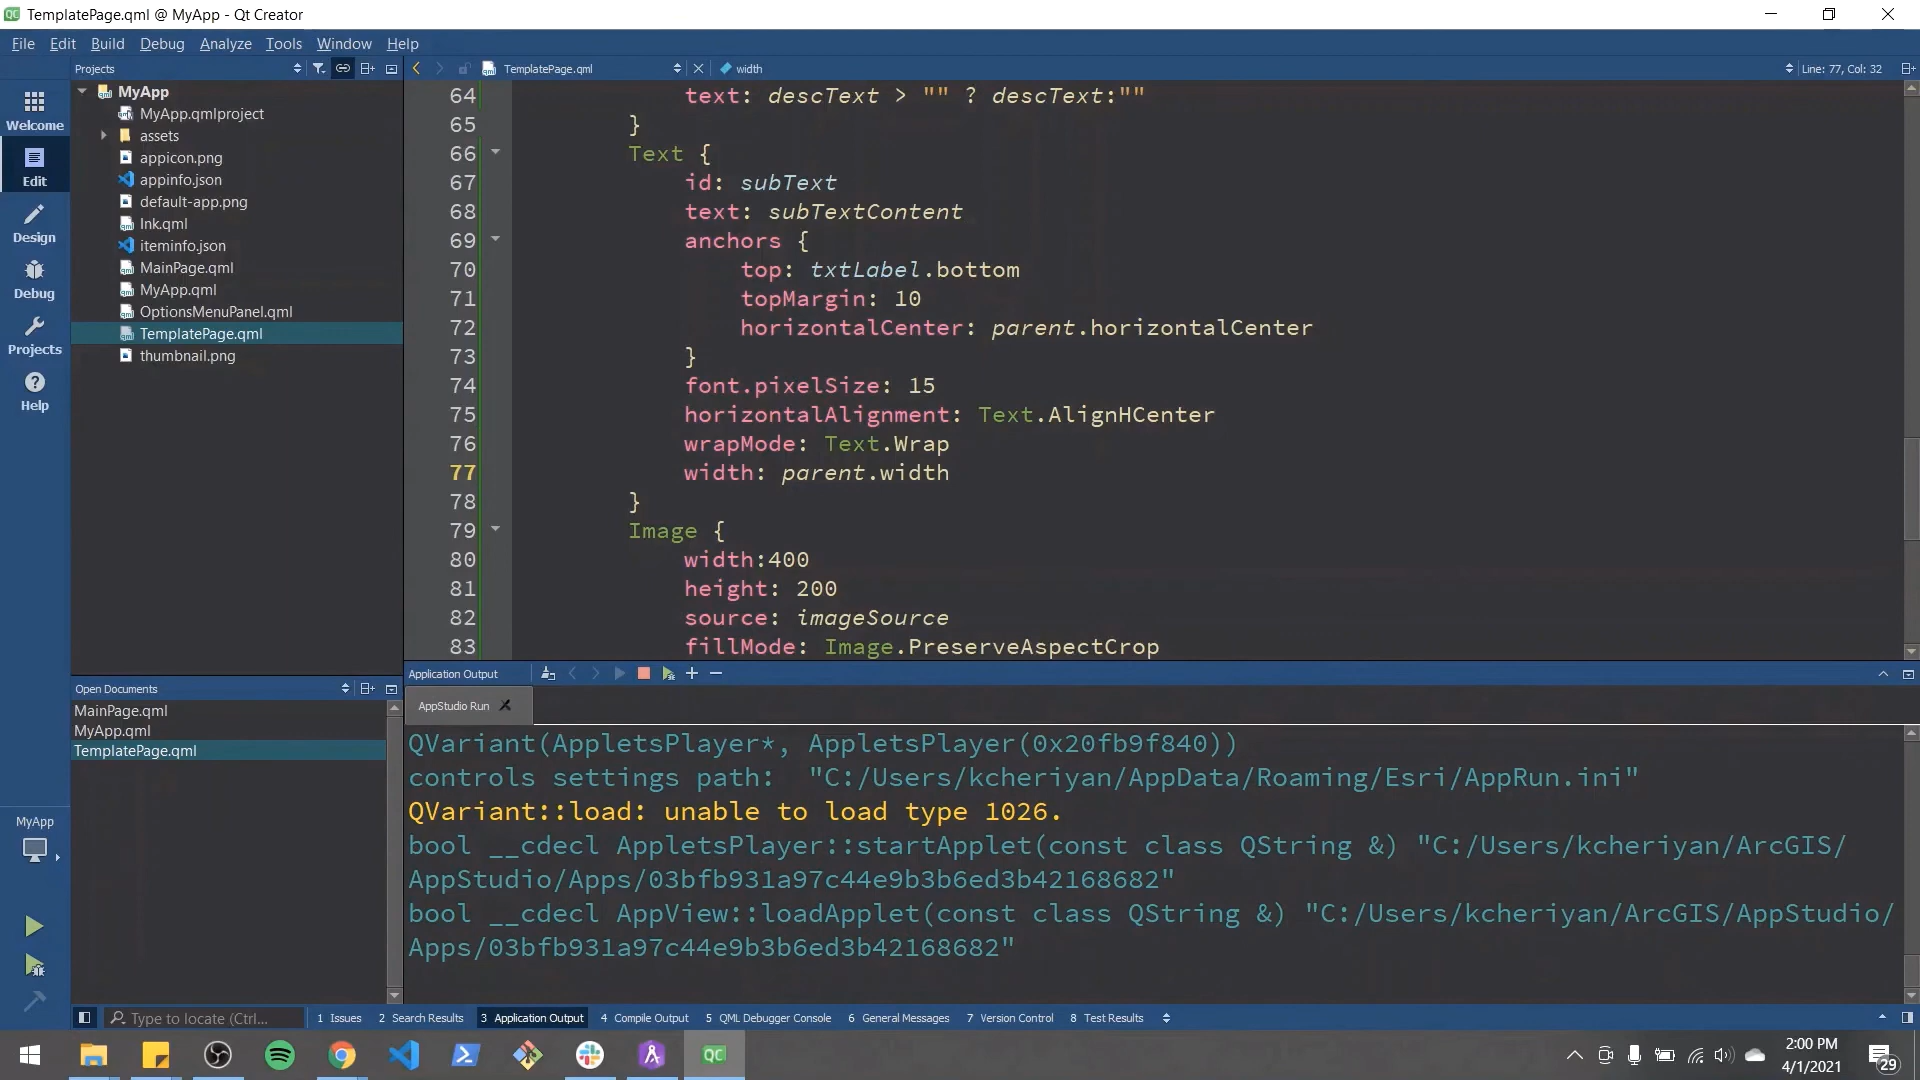 TemplatePage.qml @ MyApp - Qt Creator
File Edit Build Debug Analyze Tools Window Help
Projects
TemplatePage.qml
width
Line: 77, Col: 32
Welcome
Edit
Design
Debug
Projects
Help
MyApp
MyApp.qmlproject
assets
appicon.png
appinfo.json
default-app.png
Ink.qml
iteminfo.json
MainPage.qml
MyApp.qml
OptionsMenuPanel.qml
TemplatePage.qml
thumbnail.png
64 text: descText > "" ? descText:""
65 }
66 Text {
67 id: subText
68 text: subTextContent
69 anchors {
70 top: txtLabel.bottom
71 topMargin: 10
72 horizontalCenter: parent.horizontalCenter
73 }
74 font.pixelSize: 15
75 horizontalAlignment: Text.AlignHCenter
76 wrapMode: Text.Wrap
77 width: parent.width
78 }
79 Image {
80 width:400
81 height: 200
82 source: imageSource
83 fillMode: Image.PreserveAspectCrop
Open Documents
MainPage.qml
MyApp.qml
TemplatePage.qml
MyApp
Application Output
AppStudio Run
QVariant(AppletsPlayer*, AppletsPlayer(0x20fb9f840))
controls settings path:  "C:/Users/kcheriyan/AppData/Roaming/Esri/AppRun.ini"
QVariant::load: unable to load type 1026.
bool __cdecl AppletsPlayer::startApplet(const class QString &) "C:/Users/kcheriyan/ArcGIS/
AppStudio/Apps/03bfb931a97c44e9b3b6ed3b42168682"
bool __cdecl AppView::loadApplet(const class QString &) "C:/Users/kcheriyan/ArcGIS/AppStudio/
Apps/03bfb931a97c44e9b3b6ed3b42168682"
Type to locate (Ctrl...
1 Issues 2 Search Results 3 Application Output 4 Compile Output 5 QML Debugger Console 6 General Messages 7 Version Control 8 Test Results
QC
2:00 PM
4/1/2021
29